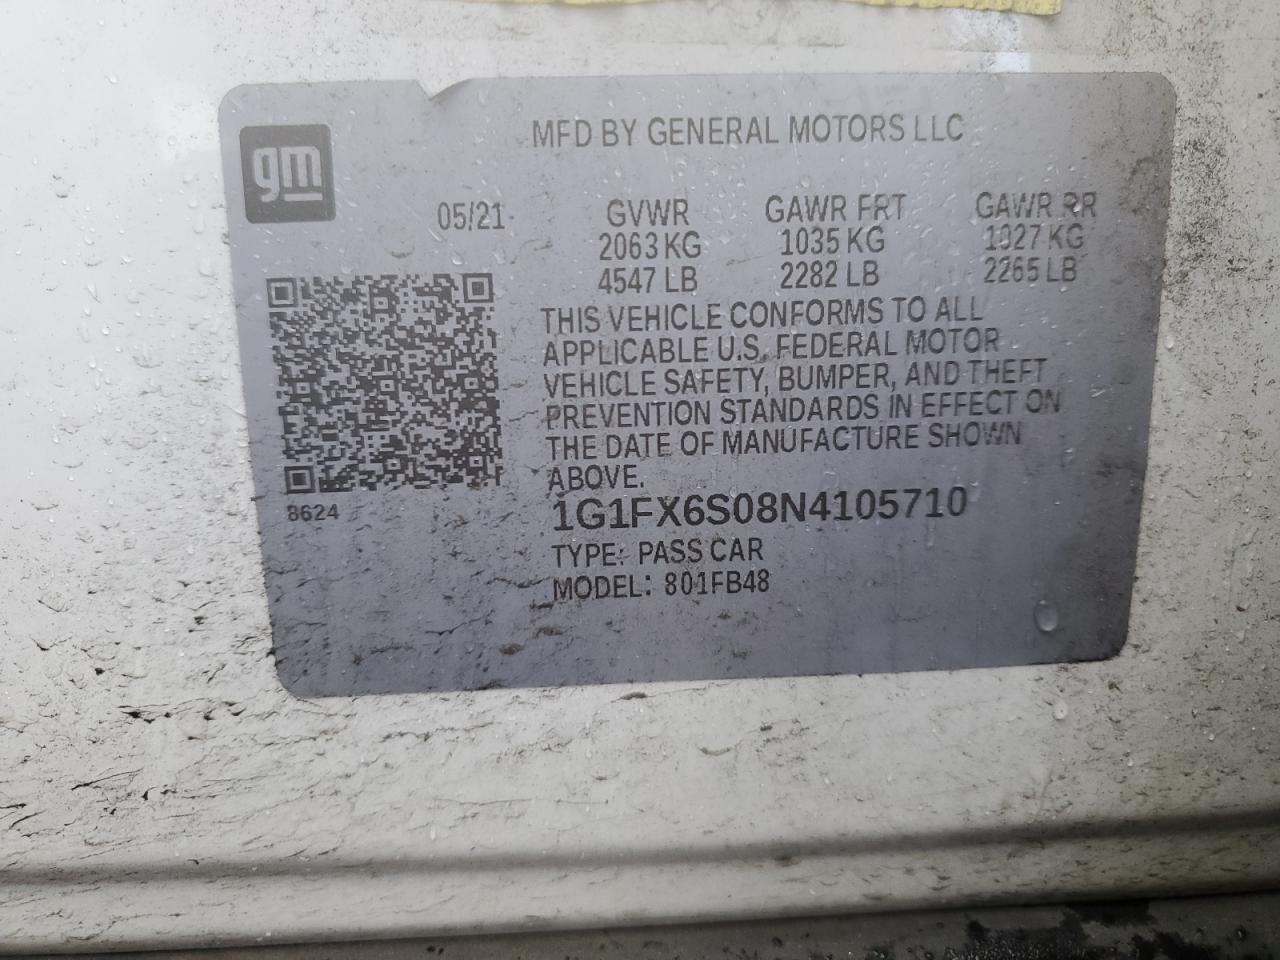 gm
MFD BY GENERAL MOTORS LLC
05/21 GVWR GAWR FRT GAWR RR
2063 KG 1035 KG 1027 KG
4547 LB 2282 LB 2265 LB
THIS VEHICLE CONFORMS TO ALL
APPLICABLE U.S. FEDERAL MOTOR
VEHICLE SAFETY, BUMPER, AND THEFT
PREVENTION STANDARDS IN EFFECT ON
THE DATE OF MANUFACTURE SHOWN
ABOVE.
8624
1G1FX6S08N4105710
TYPE: PASS CAR
MODEL: 801FB48